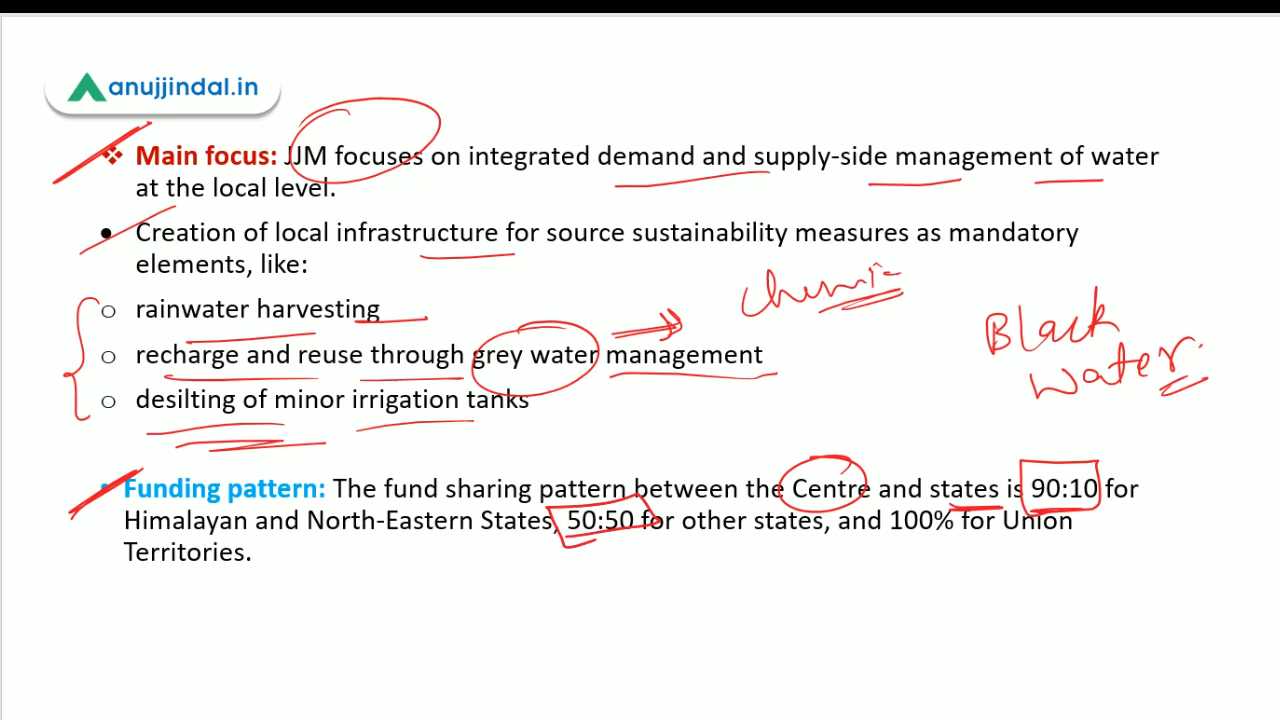 anujjindal.in
❖ Main focus: JJM focuses on integrated demand and supply-side management of water
at the local level.
• Creation of local infrastructure for source sustainability measures as mandatory
elements, like:
o rainwater harvesting
o recharge and reuse through grey water management
o desilting of minor irrigation tanks
Chemi
Black
Water
• Funding pattern: The fund sharing pattern between the Centre and states is 90:10 for
Himalayan and North-Eastern States, 50:50 for other states, and 100% for Union
Territories.